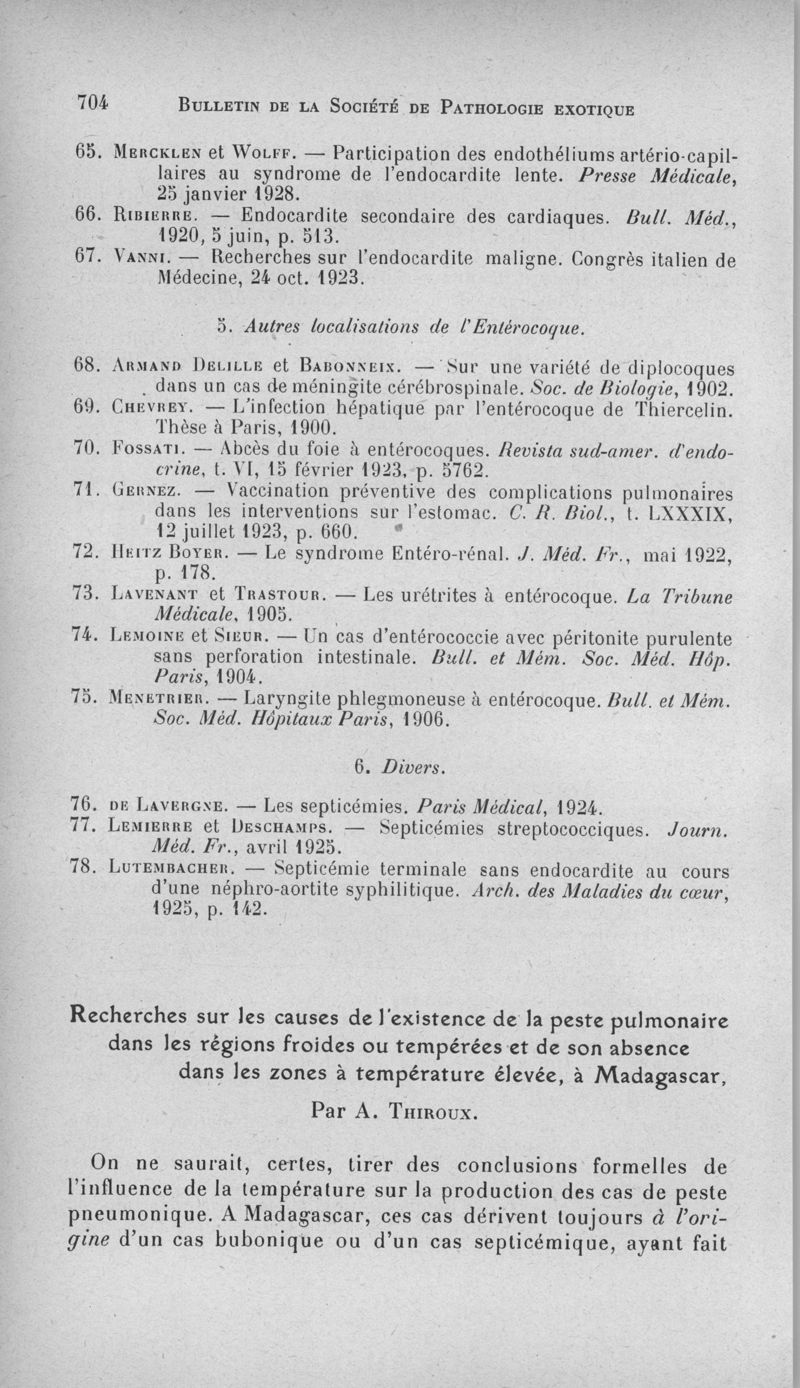 704 BULLETIN DE LA SOCIÉTÉ DE PATHOLOGIE EXOTIQUE
65. MERCKLEN et WOLFF. — Participation des endothéliums artério-capil-
laires au syndrome de l'endocardite lente. Presse Médicale,
25 janvier 1928.
66. RIBIERRE. — Endocardite secondaire des cardiaques. Bull. Méd.,
1920, 5 juin, p. 513.
67. VANNI. — Recherches sur l'endocardite maligne. Congrès italien de
Médecine, 24 oct. 1923.
5. Autres localisations de l'Entérocoque.
68. ARMAND DELILLE et BABONNEIX. — Sur une variété de diplocoques
dans un cas de méningite cérébrospinale. Soc. de Biologie, 1902.
69. CHEVREY. — L'infection hépatique par l'entérocoque de Thiercelin.
Thèse à Paris, 1900.
70. FOSSATI. — Abcès du foie à entérocoques. Revista sud-amer. d'endo-
crine, t. VI, 15 février 1923, p. 5762.
71. GERNEZ. — Vaccination préventive des complications pulmonaires
dans les interventions sur l'estomac. C. R. Biol., t. LXXXIX,
12 juillet 1923, p. 660.
72. HEITZ BOYER. — Le syndrome Entéro-rénal. J. Méd. Fr., mai 1922,
p. 178.
73. LAVENANT et TRASTOUR. — Les urétrites à entérocoque. La Tribune
Médicale, 1905.
74. LEMOINE et SIEUR. — Un cas d'entérococcie avec péritonite purulente
sans perforation intestinale. Bull. et Mém. Soc. Méd. Hôp.
Paris, 1904.
75. MENETRIER. — Laryngite phlegmoneuse à entérocoque. Bull. et Mém.
Soc. Méd. Hôpitaux Paris, 1906.
6. Divers.
76. DE LAVERGNE. — Les septicémies. Paris Médical, 1924.
77. LEMIERRE et DESCHAMPS. — Septicémies streptococciques. Journ.
Méd. Fr., avril 1925.
78. LUTEMBACHER. — Septicémie terminale sans endocardite au cours
d'une néphro-aortite syphilitique. Arch. des Maladies du cœur,
1925, p. 142.
Recherches sur les causes de l'existence de la peste pulmonaire
dans les régions froides ou tempérées et de son absence
dans les zones à température élevée, à Madagascar,
Par A. THIROUX.
On ne saurait, certes, tirer des conclusions formelles de
l'influence de la température sur la production des cas de peste
pneumonique. A Madagascar, ces cas dérivent toujours à l'ori-
gine d'un cas bubonique ou d'un cas septicémique, ayant fait